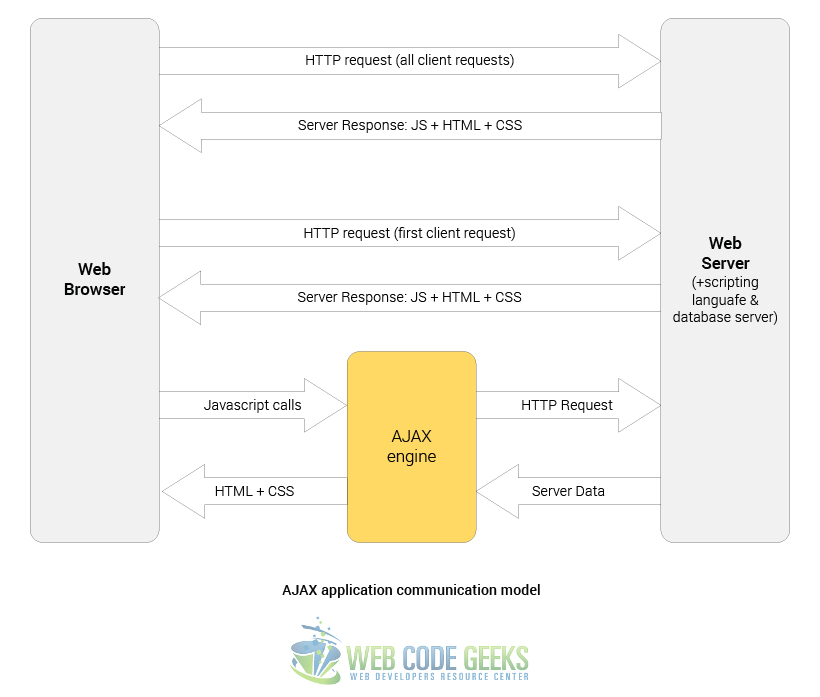 HTTP request (all client requests)
Server Response: JS + HTML + CSS
HTTP request (first client request)
Web
Browser
Web
Server
(+scripting
languafe &
database server)
Server Response: JS + HTML + CSS
Javascript calls
AJAX
engine
HTTP Request
HTML + CSS
Server Data
AJAX application communication model
WEB CODE GEEKS
WEB DEVELOPERS RESOURCE CENTER